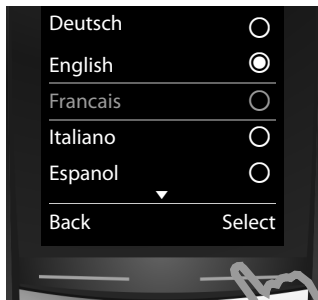 Deutsch
English
Francais
Italiano
Espanol
Back Select